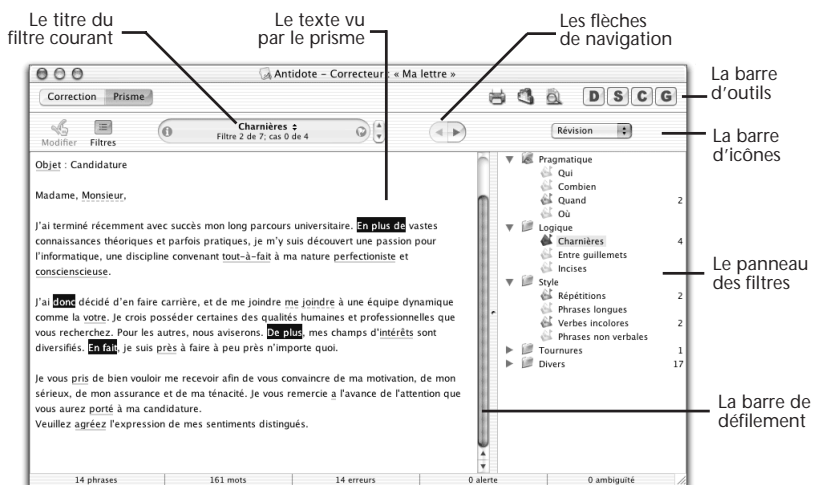 Le titre du
filtre courant
Le texte vu
par le prisme
Les flèches
de navigation
La barre
d'outils
La barre
d'icônes
Le panneau
des filtres
La barre de
défilement
Antidote – Correcteur : « Ma lettre »
Correction Prisme
D S C G
Modifier Filtres
Charnières
Filtre 2 de 7; cas 0 de 4
Révision
Objet : Candidature
Madame, Monsieur,
J'ai terminé récemment avec succès mon long parcours universitaire. En plus de vastes
connaissances théoriques et parfois pratiques, je m'y suis découvert une passion pour
l'informatique, une discipline convenant tout-à-fait à ma nature perfectioniste et
conscienscieuse.
J'ai donc décidé d'en faire carrière, et de me joindre me joindre à une équipe dynamique
comme la votre. Je crois posséder certaines des qualités humaines et professionnelles que
vous recherchez. Pour les autres, nous aviserons. De plus, mes champs d'intérêts sont
diversifiés. En fait, je suis près à faire à peu près n'importe quoi.
Je vous pris de bien vouloir me recevoir afin de vous convaincre de ma motivation, de mon
sérieux, de mon assurance et de ma ténacité. Je vous remercie a l'avance de l'attention que
vous aurez porté à ma candidature.
Veuillez agréez l'expression de mes sentiments distingués.
Pragmatique
Qui
Combien
Quand 2
Où
Logique
Charnières 4
Entre guillemets
Incises
Style
Répétitions 2
Phrases longues
Verbes incolores 2
Phrases non verbales
Tournures 1
Divers 17
14 phrases 161 mots 14 erreurs 0 alerte 0 ambiguïté